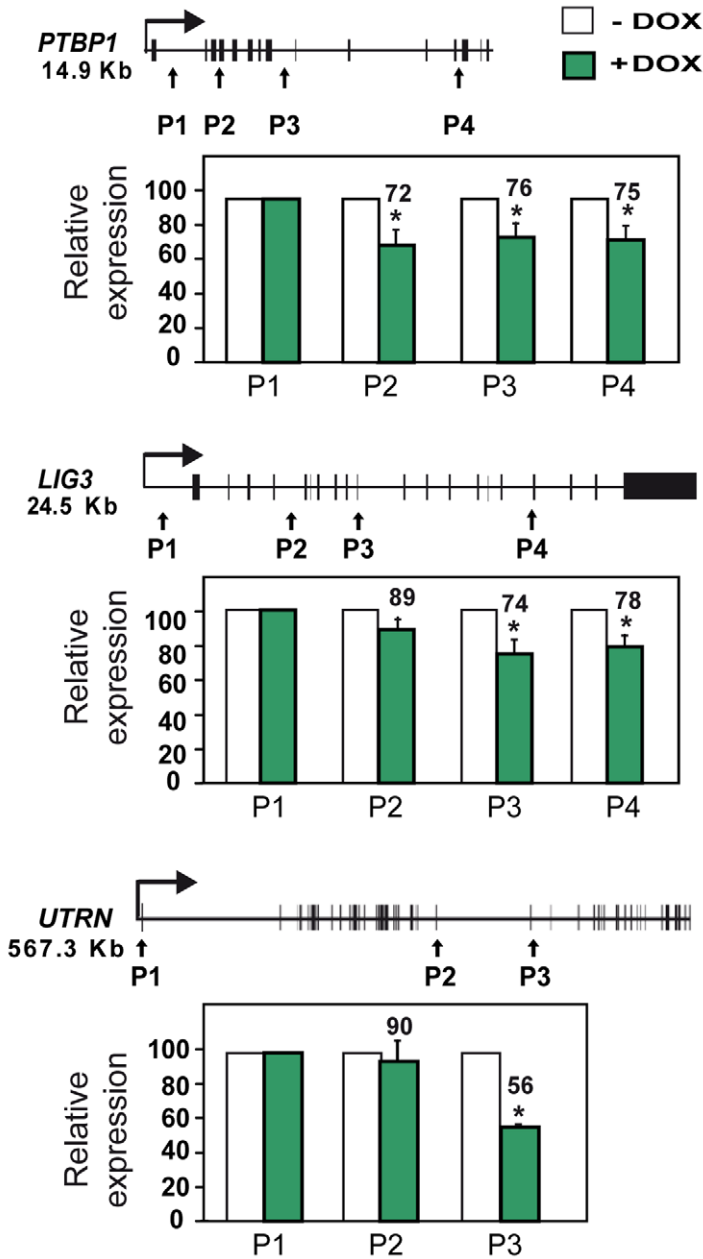 - DOX
+DOX
PTBP1
14.9 Kb
P1 P2 P3 P4
Relative
expression
100
80
60
40
20
0
72
*
76
*
75
*
P1 P2 P3 P4
LIG3
24.5 Kb
P1 P2 P3 P4
Relative
expression
100
80
60
40
20
0
89
74
*
78
*
P1 P2 P3 P4
UTRN
567.3 Kb
P1 P2 P3
Relative
expression
100
80
60
40
20
0
90
56
*
P1 P2 P3